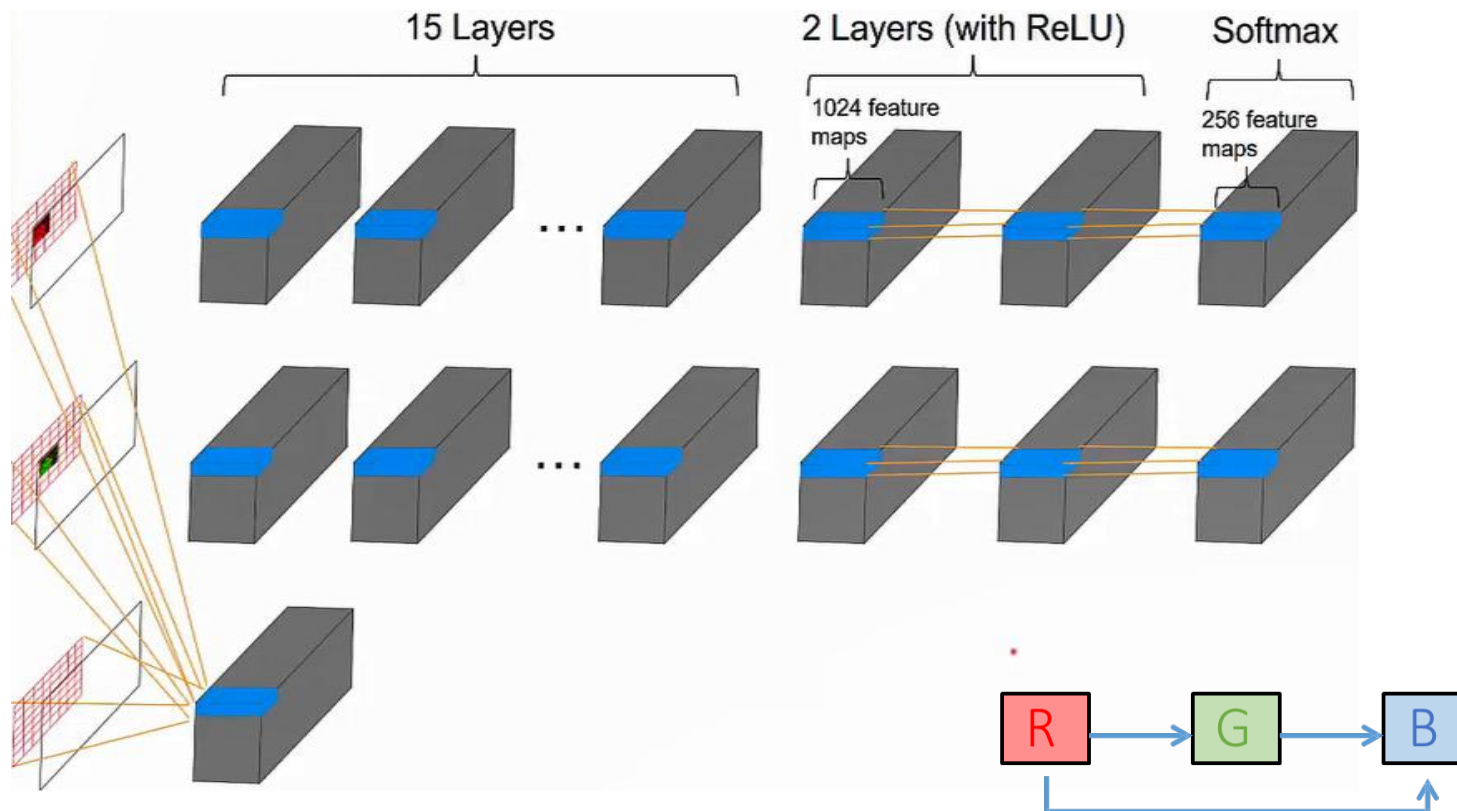 15 Layers
2 Layers (with ReLU)
Softmax
1024 feature
maps
256 feature
maps
...
...
R
G
B